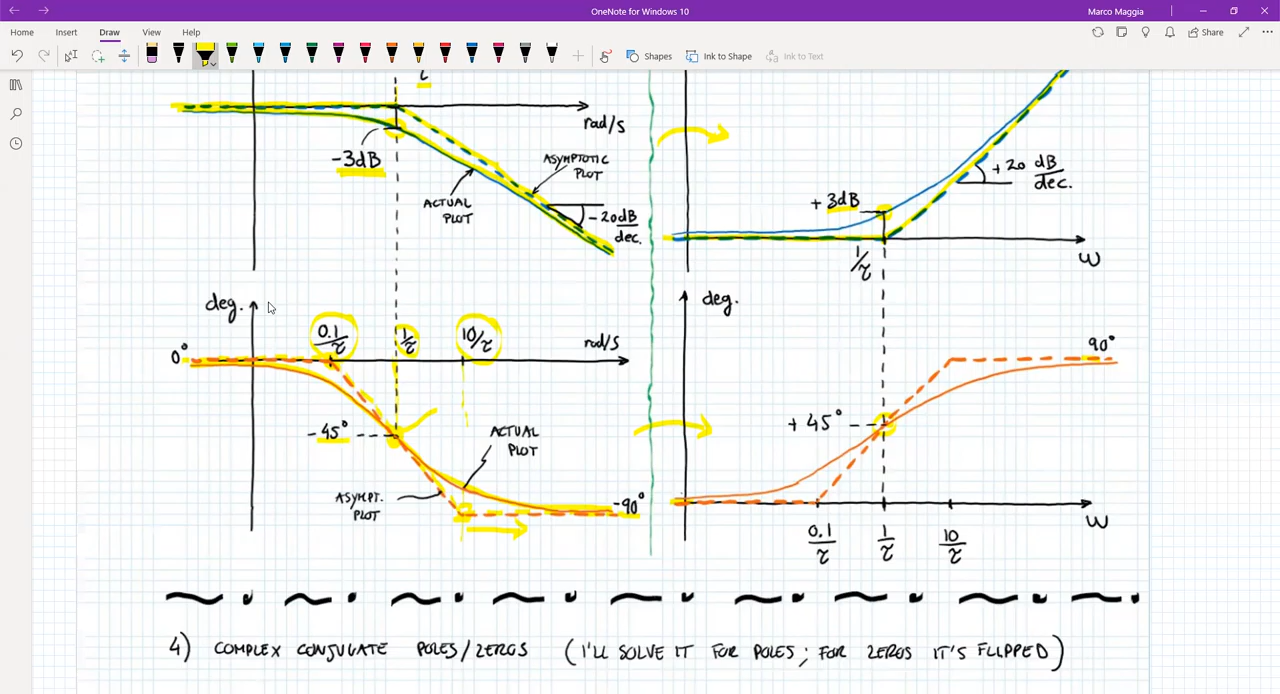 OneNote for Windows 10
Marco Maggia
Home Insert Draw View Help
Share
Shapes Ink to Shape Ink to Text
rad/s
-3dB
ASYMPTOTIC
PLOT
ACTUAL
PLOT
-20dB
dec.
+20 dB
dec.
+3dB
1/τ
ω
deg.
0.1/τ 1/τ 10/τ
rad/s
0°
-45°
ACTUAL
PLOT
ASYMPT.
PLOT
-90°
deg.
90°
+45°
0.1/τ 1/τ 10/τ
ω
4) COMPLEX CONJUGATE POLES/ZEROS (I'LL SOLVE IT FOR POLES; FOR ZEROS IT'S FLIPPED)